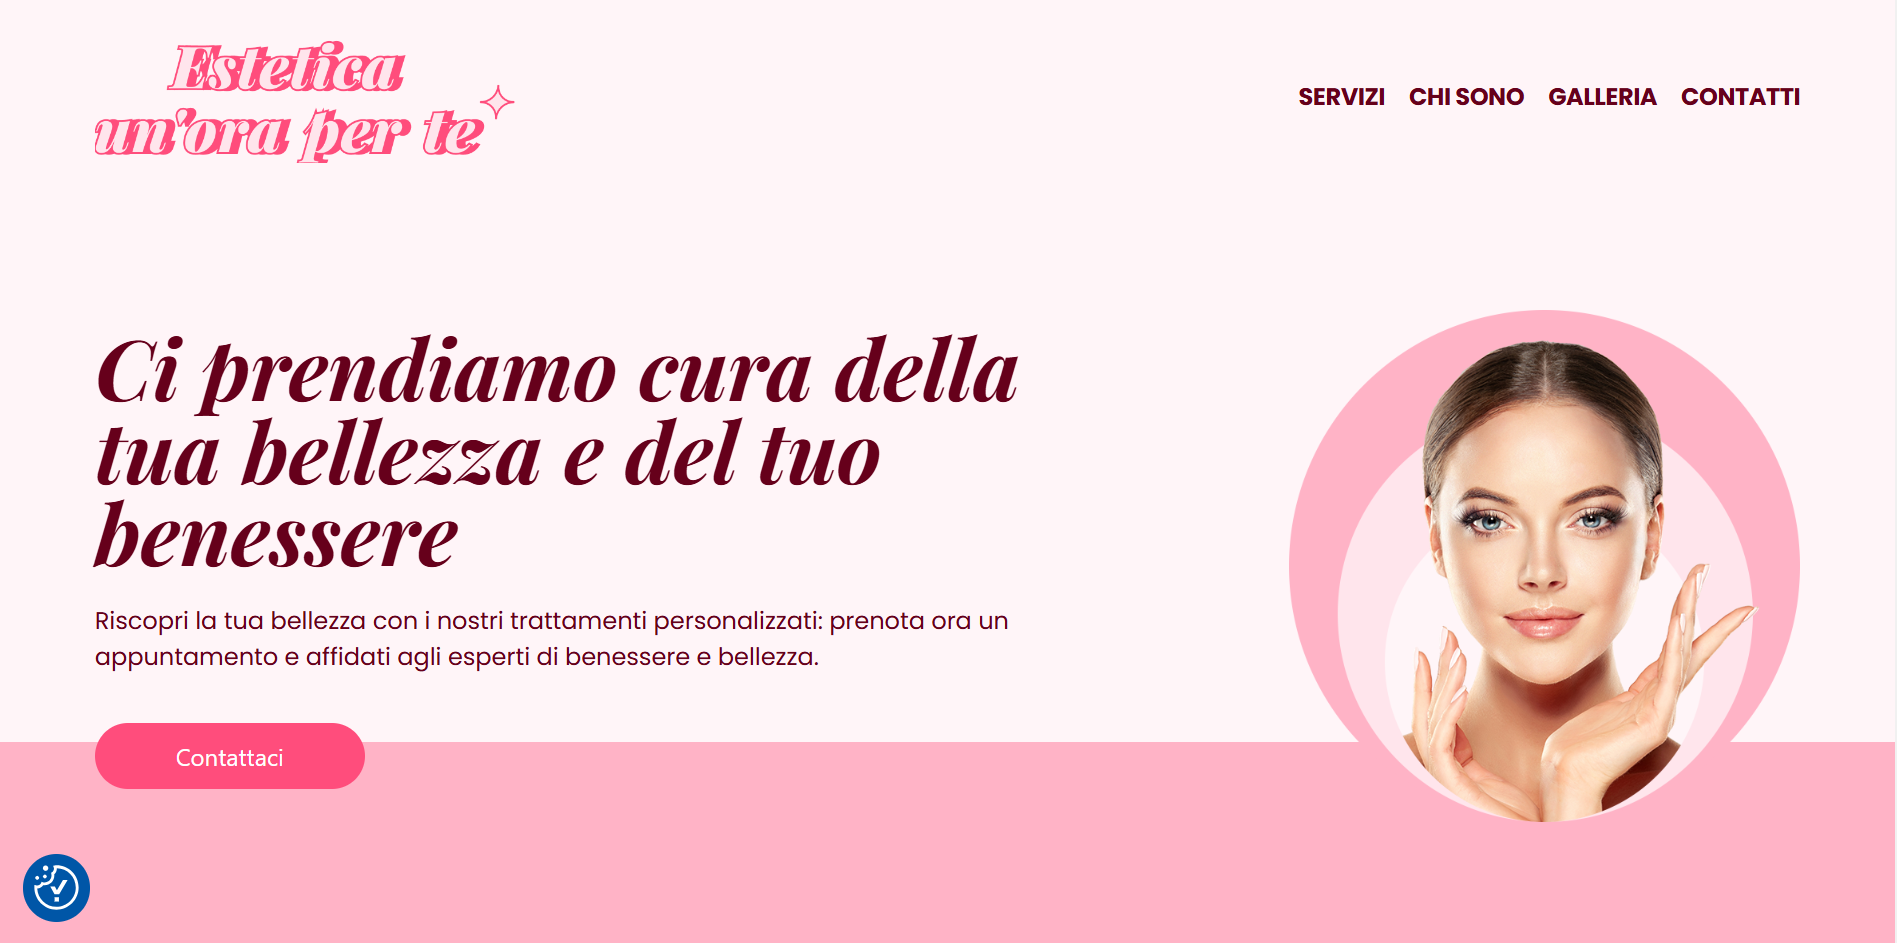 Estetica
un'ora per te
SERVIZI CHI SONO GALLERIA CONTATTI
Ci prendiamo cura della
tua bellezza e del tuo
benessere
Riscopri la tua bellezza con i nostri trattamenti personalizzati: prenota ora un
appuntamento e affidati agli esperti di benessere e bellezza.
Contattaci